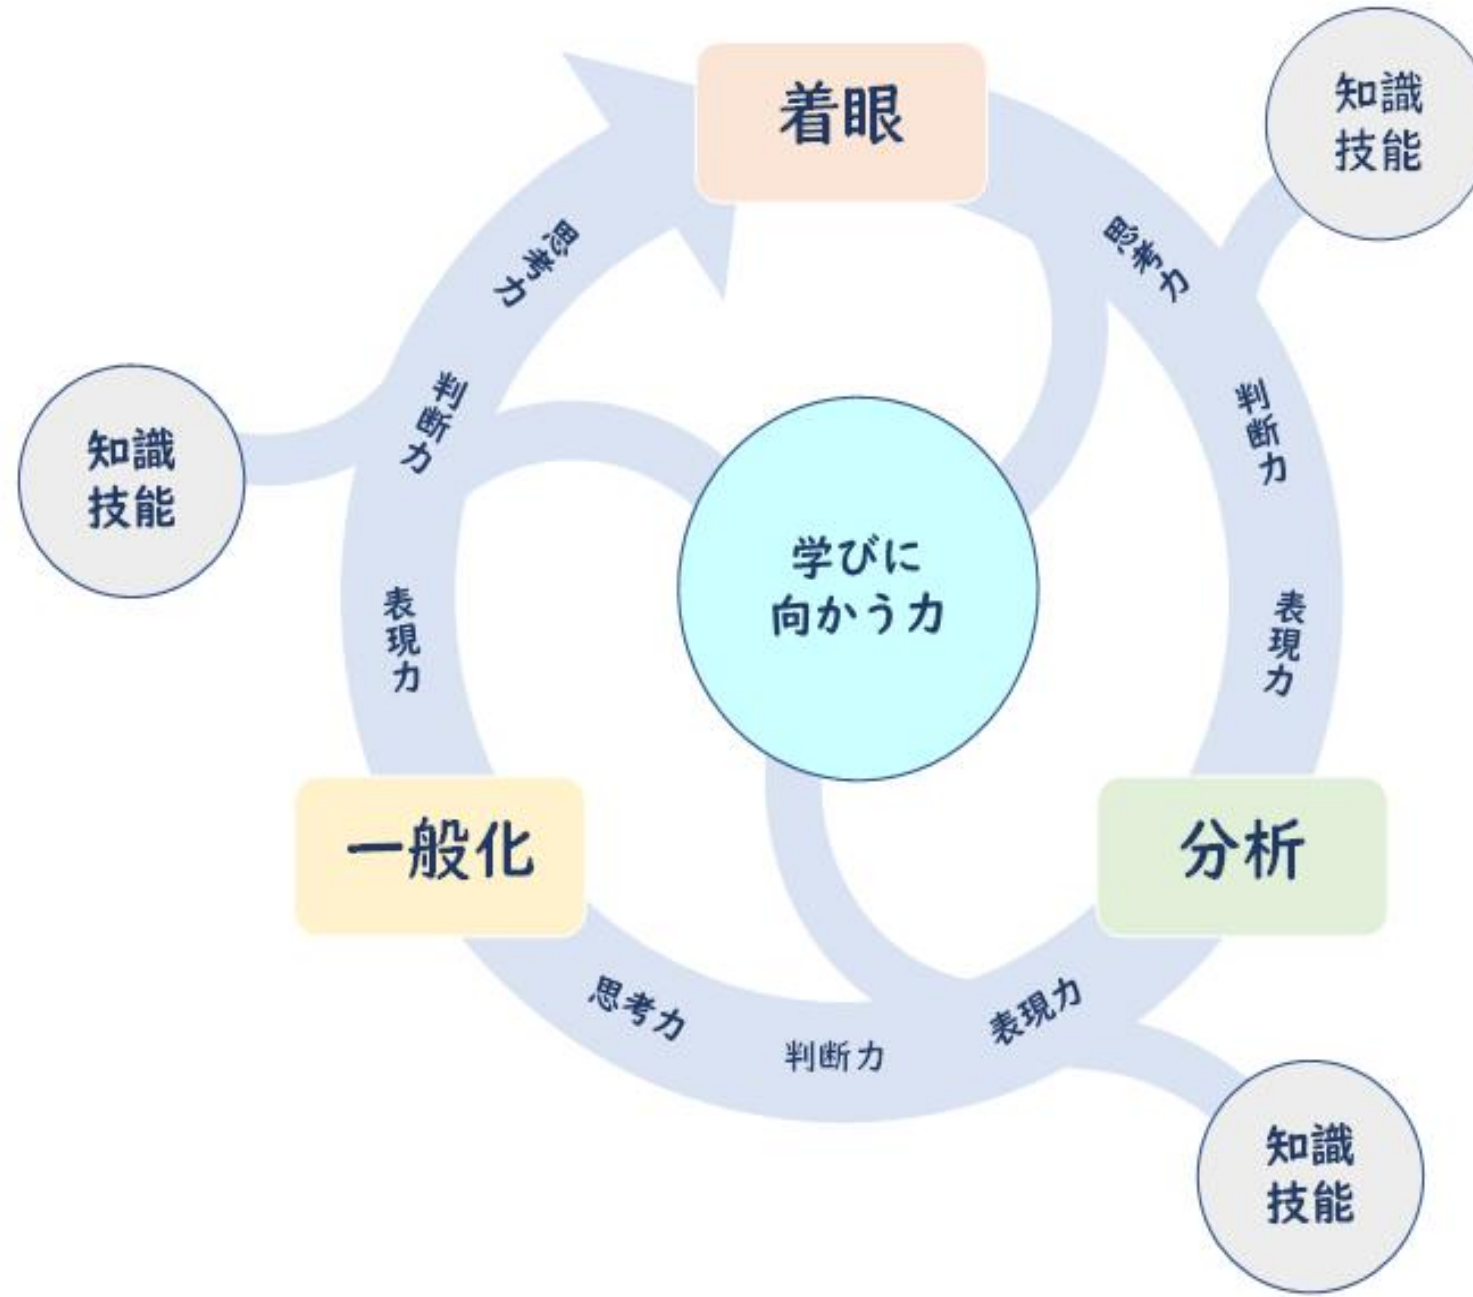 着眼
知識
技能
思考力
思考力
判断力
判断力
知識
技能
学びに
向かう力
表現力
表現力
一般化
分析
思考力
判断力
表現力
知識
技能